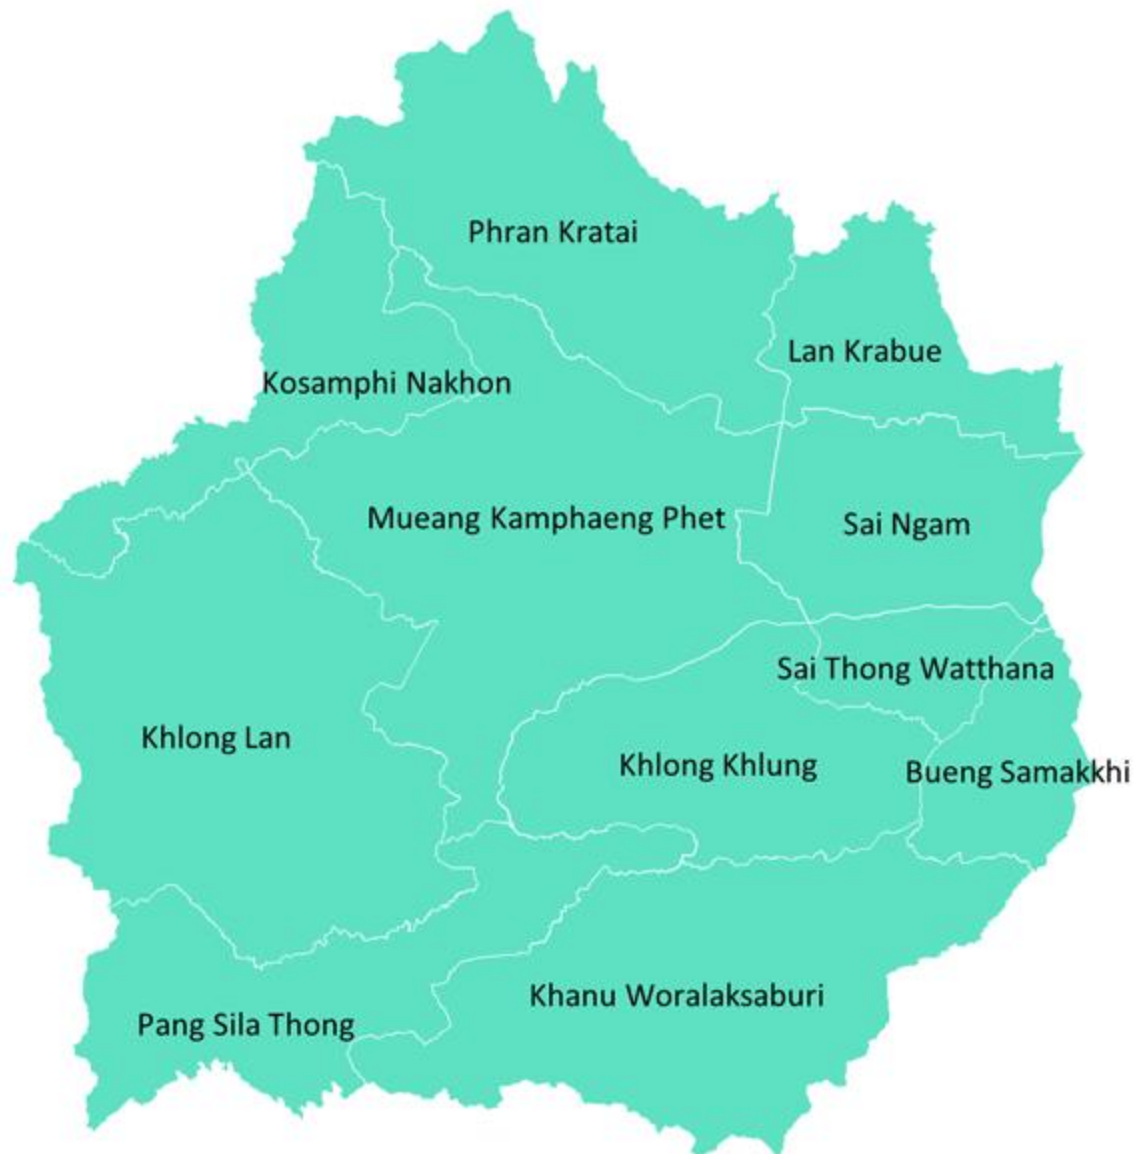 Phran Kratai
Lan Krabue
Kosamphi Nakhon
Mueang Kamphaeng Phet
Sai Ngam
Sai Thong Watthana
Khlong Lan
Khlong Khlung
Bueng Samakkhi
Khanu Woralaksaburi
Pang Sila Thong